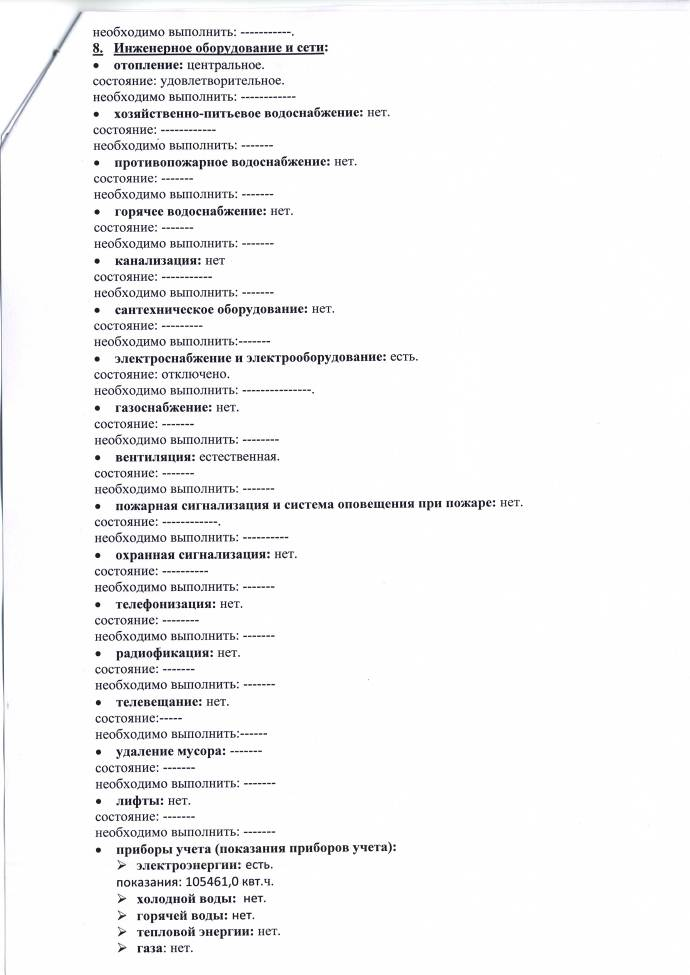 необходимо выполнить: -----------.
8. Инженерное оборудование и сети:
• отопление: центральное.
состояние: удовлетворительное.
необходимо выполнить: ------------
• хозяйственно-питьевое водоснабжение: нет.
состояние: ------------
необходимо выполнить: -------
• противопожарное водоснабжение: нет.
состояние: -------
необходимо выполнить: -------
• горячее водоснабжение: нет.
состояние: -------
необходимо выполнить: -------
• канализация: нет
состояние: -----------
необходимо выполнить: -------
• сантехническое оборудование: нет.
состояние: ---------
необходимо выполнить:-------
• электроснабжение и электрооборудование: есть.
состояние: отключено.
необходимо выполнить: ---------------.
• газоснабжение: нет.
состояние: -------
необходимо выполнить: --------
• вентиляция: естественная.
состояние: -------
необходимо выполнить: -------
• пожарная сигнализация и система оповещения при пожаре: нет.
состояние: ------------.
необходимо выполнить: ----------
• охранная сигнализация: нет.
состояние: ----------
необходимо выполнить: -------
• телефонизация: нет.
состояние: --------
необходимо выполнить: -------
• радиофикация: нет.
состояние: -------
необходимо выполнить: -------
• телевещание: нет.
состояние:-----
необходимо выполнить:------
• удаление мусора: -------
состояние: -------
необходимо выполнить: -------
• лифты: нет.
состояние: -------
необходимо выполнить: -------
• приборы учета (показания приборов учета):
➢ электроэнергии: есть.
показания: 105461,0 квт.ч.
➢ холодной воды: нет.
➢ горячей воды: нет.
➢ тепловой энергии: нет.
➢ газа: нет.